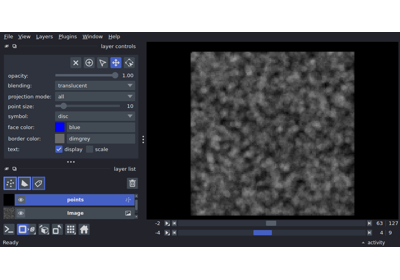 File View Layers Plugins Window Help
layer controls
opacity: 1.00
blending: translucent
projection mode: all
point size: 10
symbol: disc
face color: blue
border color: dimgrey
text: display scale
layer list
points
Image
-2 63 127
-4 4 9
Ready activity